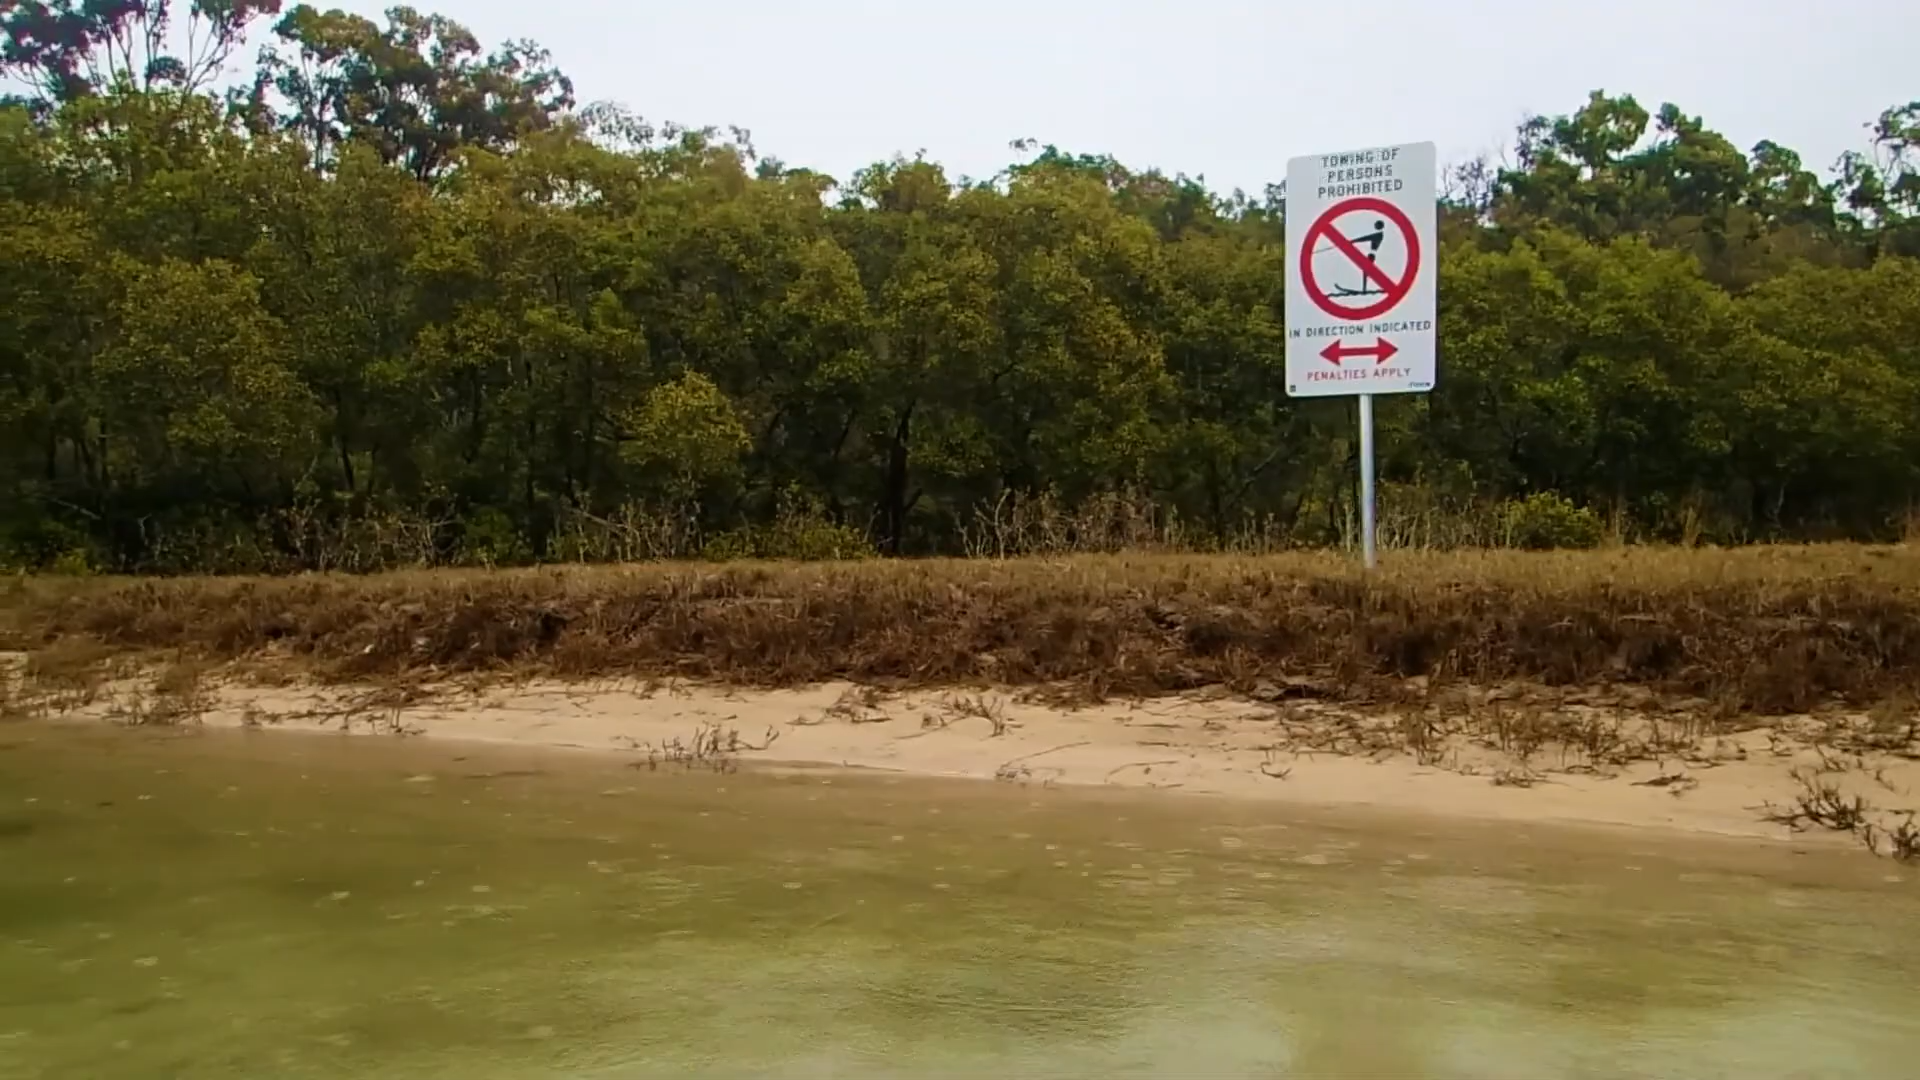 TOWING OF
PERSONS
PROHIBITED
IN DIRECTION INDICATED
PENALTIES APPLY